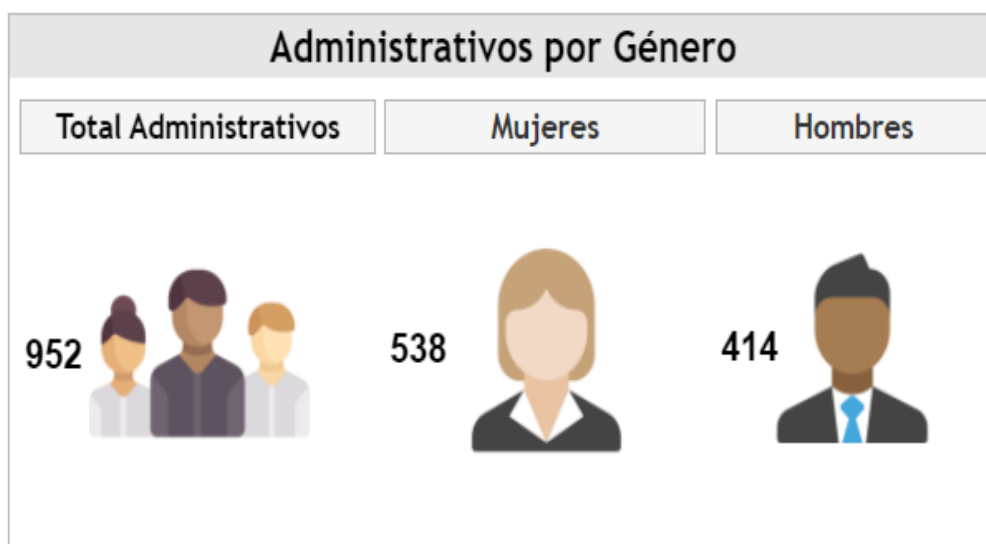 Administrativos por Género
Total Administrativos
Mujeres
Hombres
952
538
414